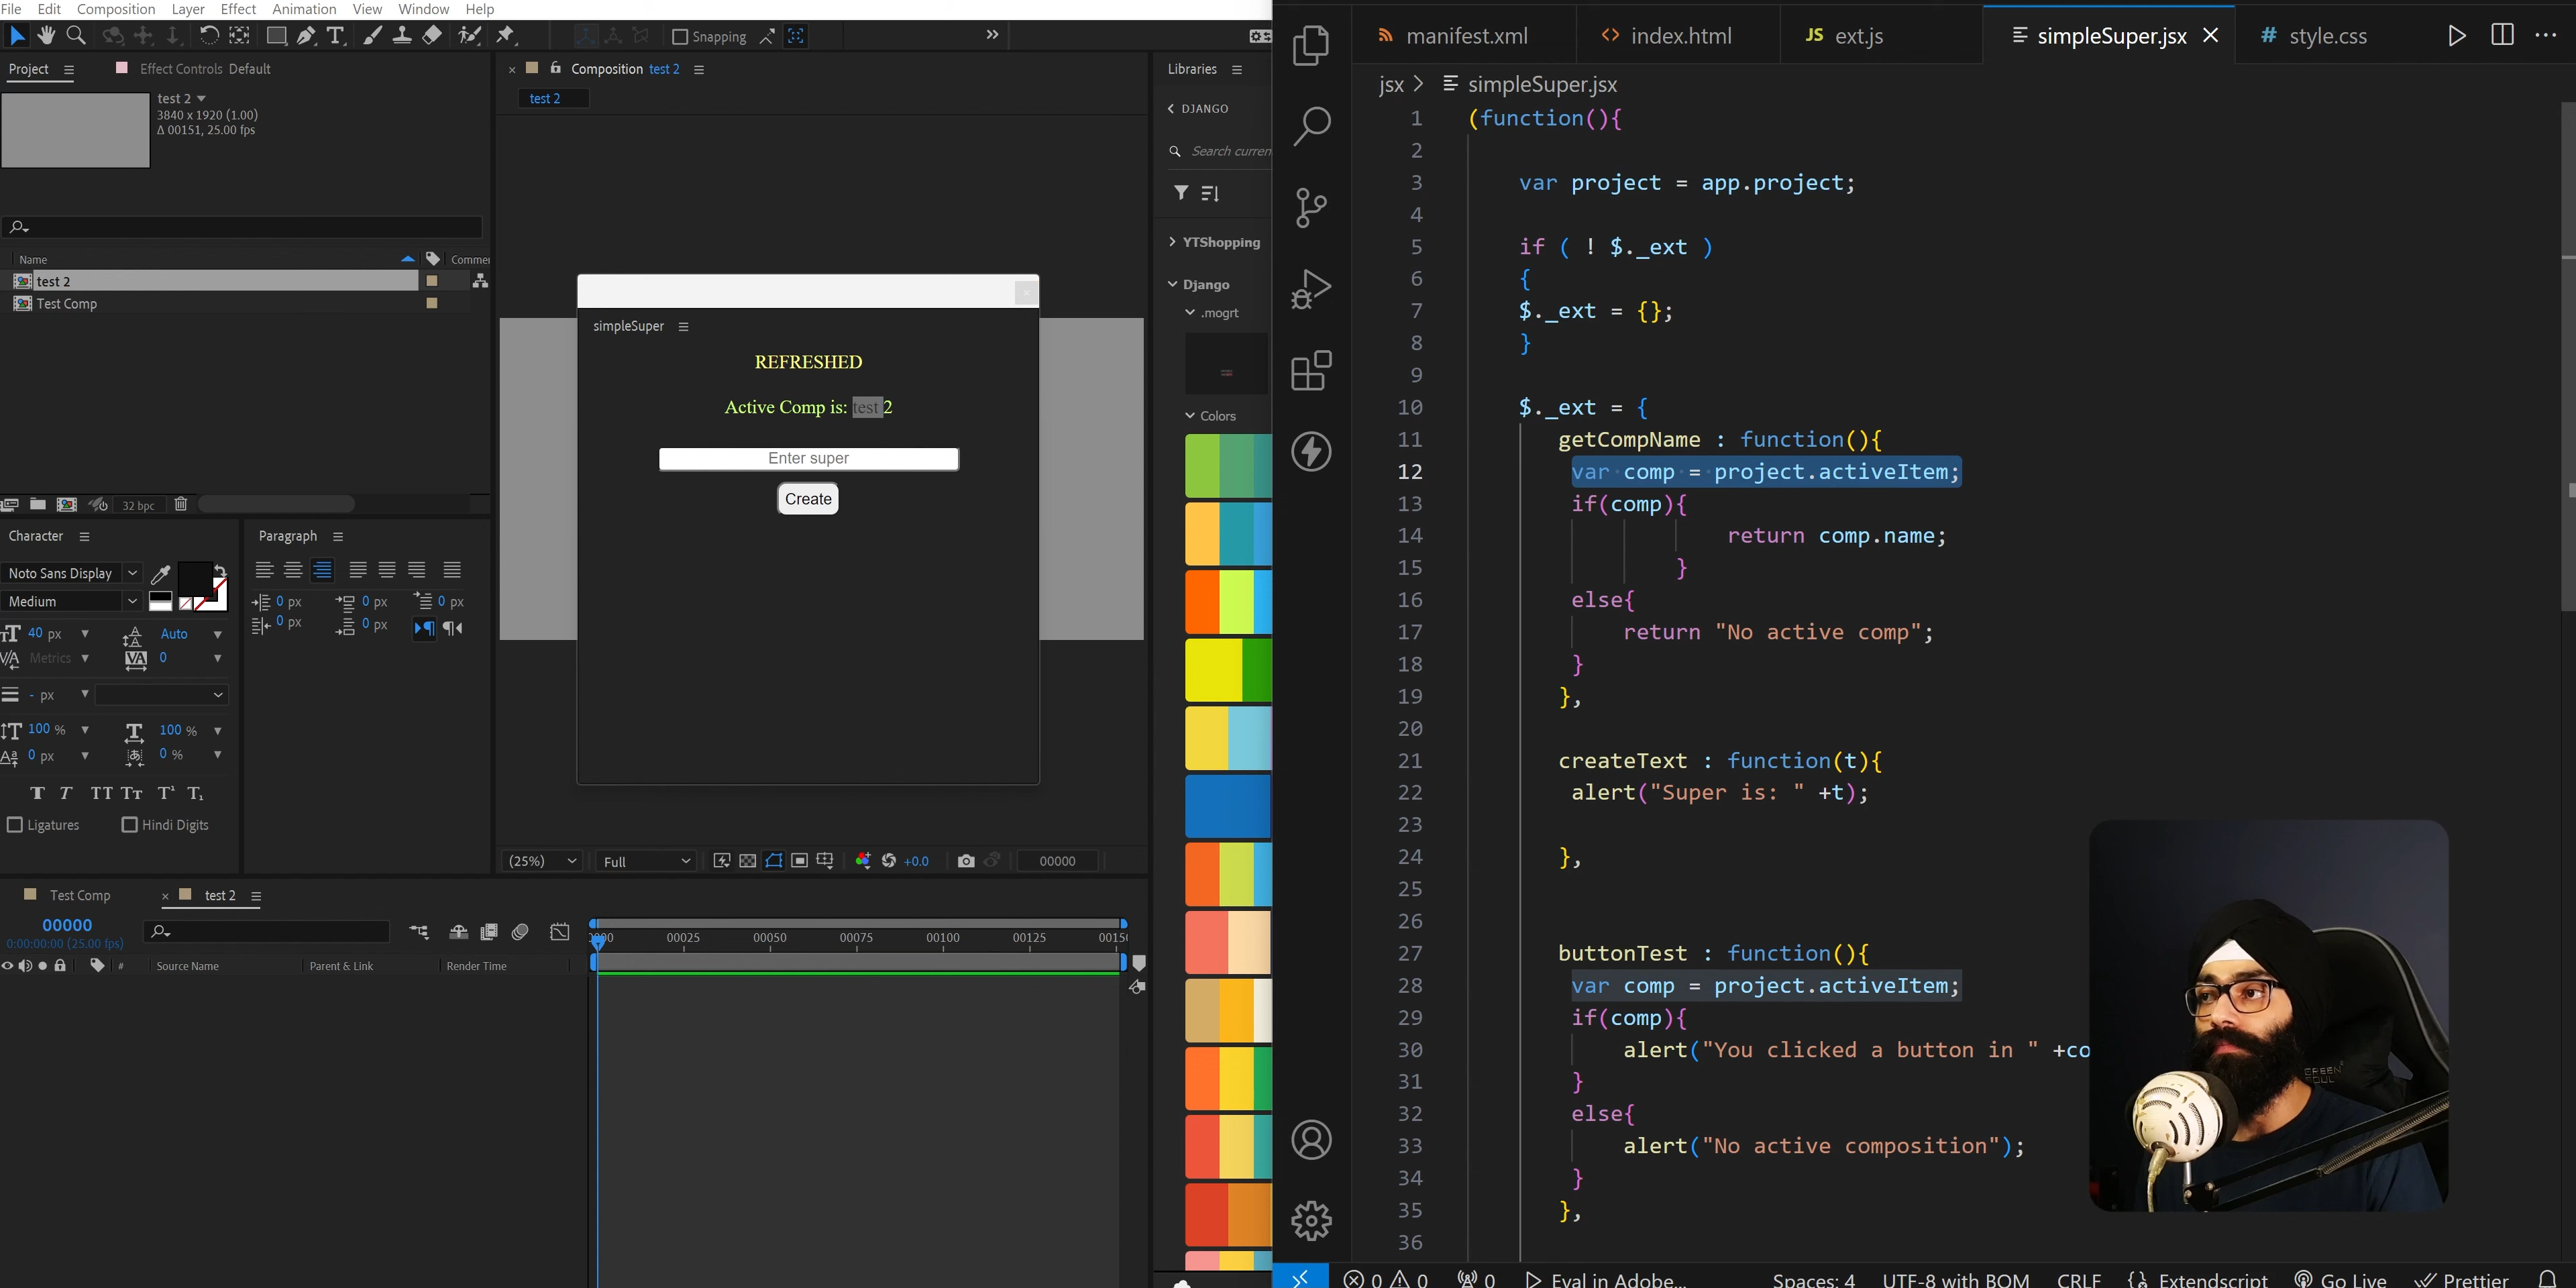 File Edit Composition Layer Effect Animation View Window Help
Snapping
Project
Effect Controls Default
test 2
3840 x 1920 (1.00)
Δ 00151, 25.00 fps
Name
Commer
test 2
Test Comp
32 bpc
Character
Noto Sans Display
Medium
40 px
Auto
Metrics
0
- px
100 %
100 %
0 px
0 %
Ligatures
Hindi Digits
Paragraph
0 px 0 px 0 px
0 px 0 px
Composition test 2
test 2
simpleSuper
REFRESHED
Active Comp is: test 2
Enter super
Create
(25%)
Full
+0.0
00000
Libraries
DJANGO
Search curren
YTShopping
Django
.mogrt
Colors
Test Comp
test 2
00000
0:00:00:00 (25.00 fps)
# Source Name Parent & Link Render Time
00025 00050 00075 00100 00125
manifest.xml
<> index.html
JS ext.js
simpleSuper.jsx
# style.css
jsx > simpleSuper.jsx
1 (function(){
2
3 var project = app.project;
4
5 if ( ! $._ext )
6 {
7 $._ext = {};
8 }
9
10 $._ext = {
11 getCompName : function(){
12 var comp = project.activeItem;
13 if(comp){
14 return comp.name;
15 }
16 else{
17 return "No active comp";
18 }
19 },
20
21 createText : function(t){
22 alert("Super is: " +t);
23
24 },
25
26
27 buttonTest : function(){
28 var comp = project.activeItem;
29 if(comp){
30 alert("You clicked a button in " +co
31 }
32 else{
33 alert("No active composition");
34 }
35 },
36
GREEN
SOUL
0 0 0 Eval in Adobe... Spaces: 4 UTF-8 with BOM CRLF Extendscript Go Live Prettier